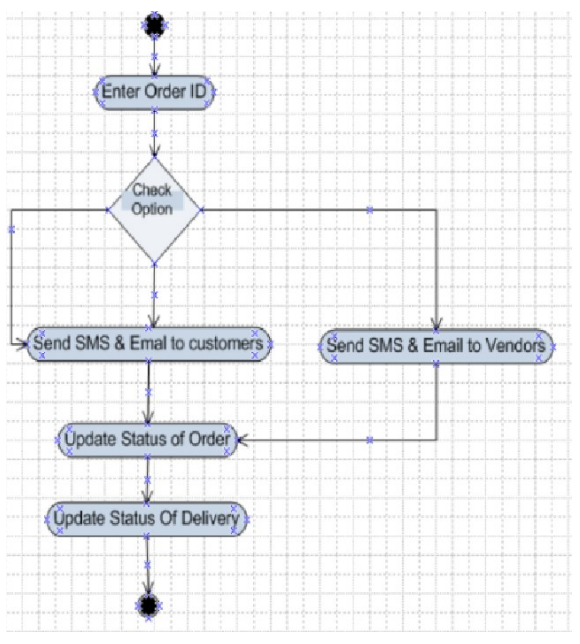 Enter Order ID
Check
Option
Send SMS & Emal to customers
Send SMS & Email to Vendors
Update Status of Order
Update Status Of Delivery